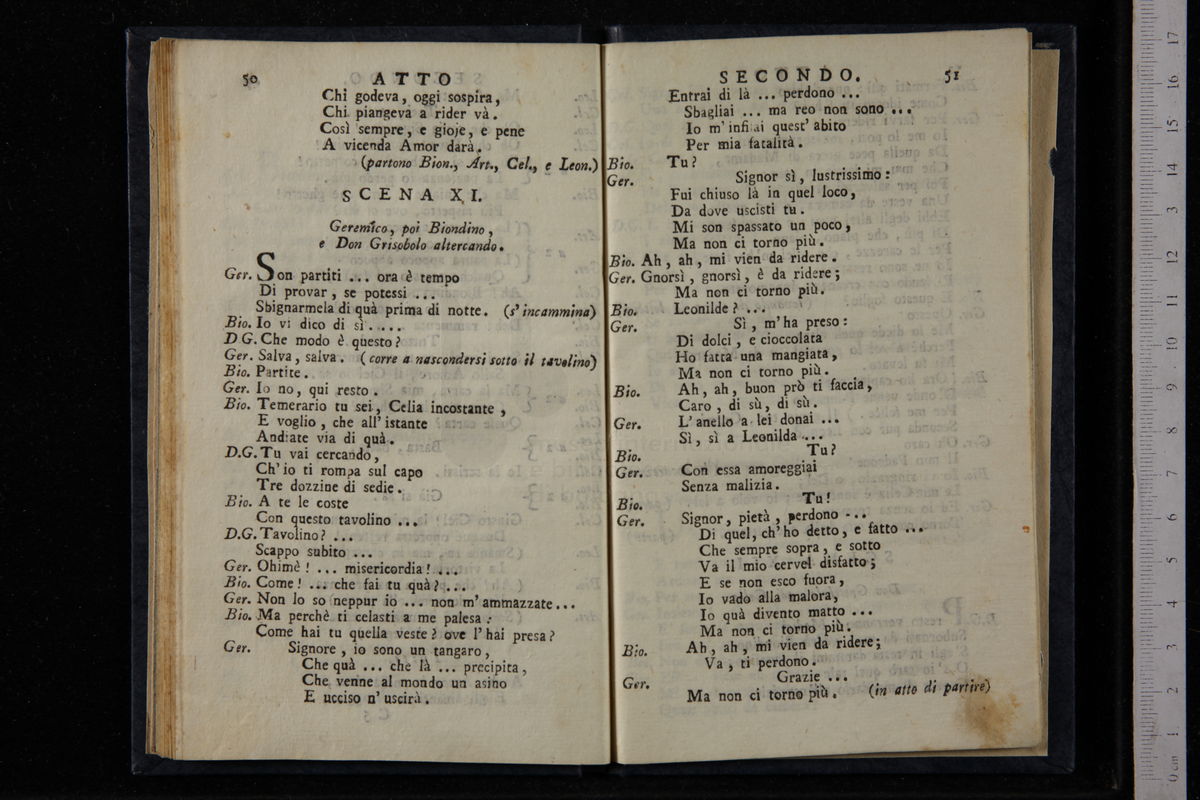 50 ATTO
Chi godeva, oggi sospira,
Chi piangeva a rider và.
Così sempre, e gioje, e pene
A vicenda Amor darà.
(partono Bion., Art., Cel., e Leon.)
SCENA XI.
Geremìco, poi Biondino,
e Don Grisobolo altercando.
Ger. Son partiti ... ora è tempo
Di provar, se potessi ...
Sbignarmela di quà prima di notte. (s'incammina)
Bio. Io vi dico di sì.....
D G. Che modo è questo?
Ger. Salva, salva. (corre a nascondersi sotto il tavolino)
Bio. Partite.
Ger. Io no, qui resto.
Bio. Temerario tu sei, Celia incostante,
E voglio, che all'istante
Andiate via di quà.
D.G. Tu vai cercando,
Ch'io ti rompa sul capo
Tre dozzine di sedie.
Bio. A te le coste
Con questo tavolino ...
D.G. Tavolino? ...
Scappo subito ...
Ger. Ohimè! ... misericordia! ...
Bio. Come! ... che fai tu quà? ...
Ger. Non lo so neppur io ... non m'ammazzate...
Bio. Ma perchè ti celasti a me palesa:
Come hai tu quella veste? ove l'hai presa?
Ger. Signore, io sono un tangaro,
Che quà ... che là ... precipita,
Che venne al mondo un asino
E ucciso n'uscirà.
SECONDO. 51
Entrai di là ... perdono ...
Sbagliai ... ma reo non sono ...
Io m'infilai quest'abito
Per mia fatalità.
Bio. Tu?
Ger. Signor sì, lustrissimo:
Fui chiuso là in quel loco,
Da dove uscisti tu.
Mi son spassato un poco,
Ma non ci torno più.
Bio. Ah, ah, mi vien da ridere.
Ger. Gnorsì, gnorsì, è da ridere;
Ma non ci torno più.
Bio. Leonilde? ...
Ger. Sì, m'ha preso:
Di dolci, e cioccolata
Ho fatta una mangiata,
Ma non ci torno più.
Bio. Ah, ah, buon prò ti faccia,
Caro, di sù, di sù.
Ger. L'anello a lei donai ...
Sì, sì a Leonilda ...
Bio. Tu?
Ger. Con essa amoreggiai
Senza malizia.
Bio. Tu!
Ger. Signor, pietà, perdono ...
Di quel, ch'ho detto, e fatto ...
Che sempre sopra, e sotto
Va il mio cervel disfatto;
E se non esco fuora,
Io vado alla malora,
Io quà divento matto ...
Ma non ci torno più.
Bio. Ah, ah, mi vien da ridere;
Va, ti perdono.
Ger. Grazie ...
Ma non ci torno più. (in atto di partire)